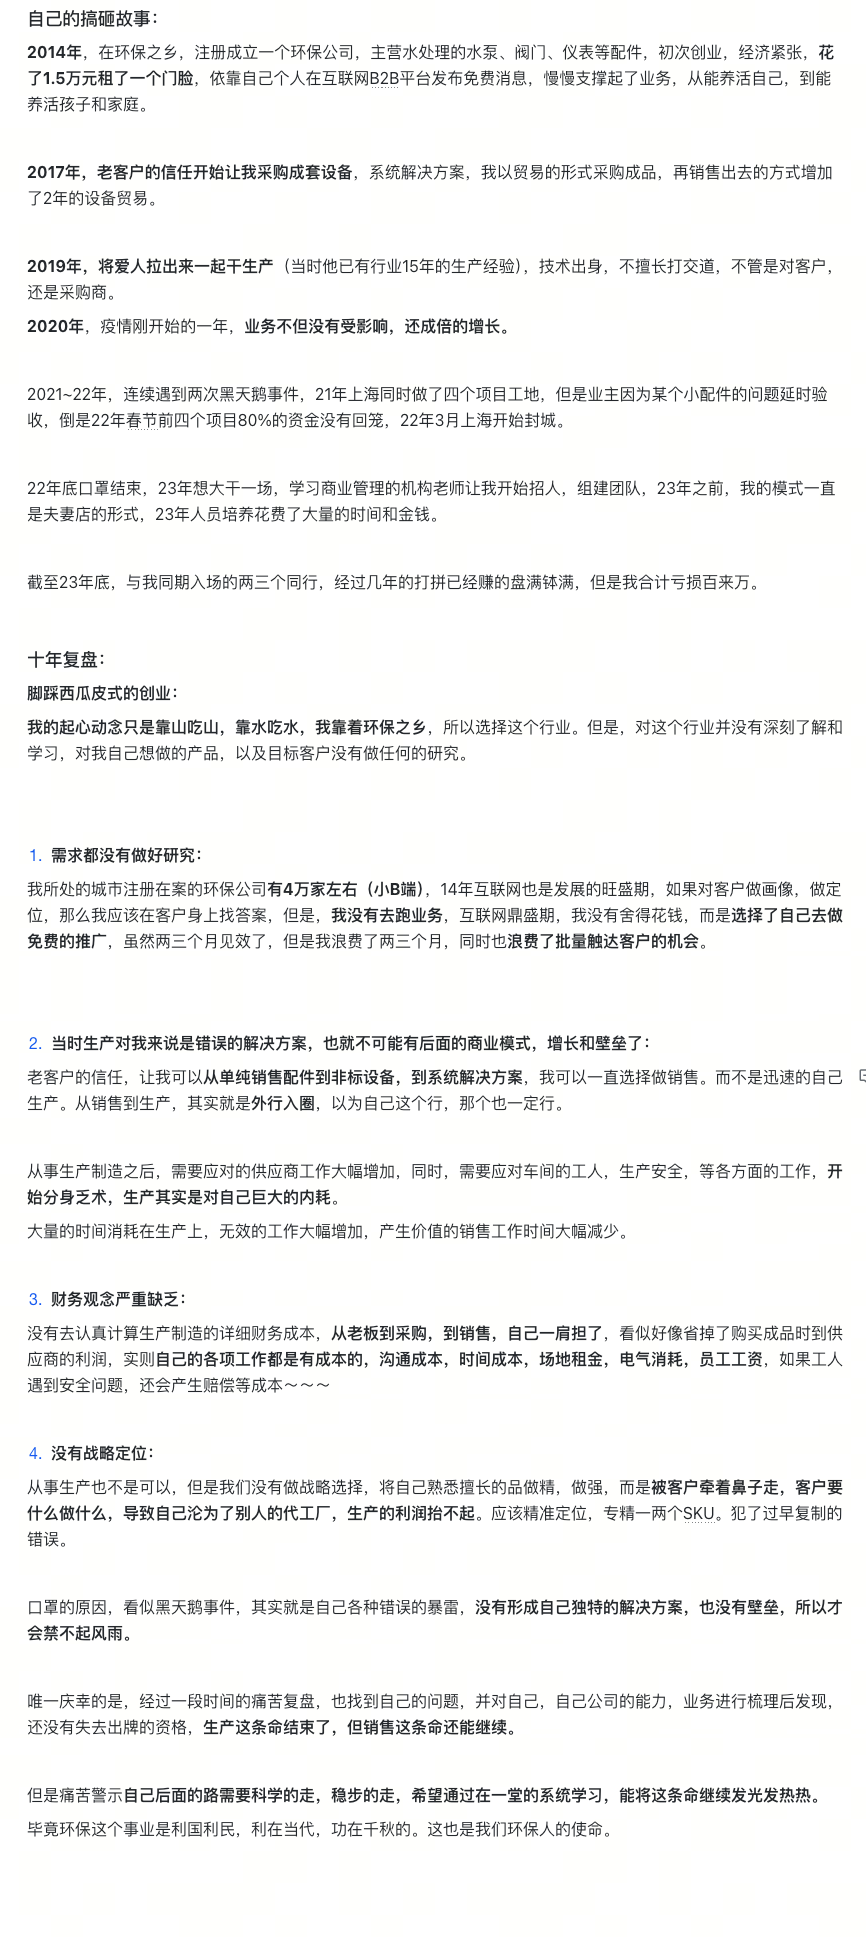 自己的搞砸故事：
2014年，在环保之乡，注册成立一个环保公司，主营水处理的水泵、阀门、仪表等配件，初次创业，经济紧张，花
了1.5万元租了一个门脸，依靠自己个人在互联网B2B平台发布免费消息，慢慢支撑起了业务，从能养活自己，到能
养活孩子和家庭。
2017年，老客户的信任开始让我采购成套设备，系统解决方案，我以贸易的形式采购成品，再销售出去的方式增加
了2年的设备贸易。
2019年，将爱人拉出来一起干生产（当时他已有行业15年的生产经验），技术出身，不擅长打交道，不管是对客户，
还是采购商。
2020年，疫情刚开始的一年，业务不但没有受影响，还成倍的增长。
2021~22年，连续遇到两次黑天鹅事件，21年上海同时做了四个项目工地，但是业主因为某个小配件的问题延时验
收，倒是22年春节前四个项目80%的资金没有回笼，22年3月上海开始封城。
22年底口罩结束，23年想大干一场，学习商业管理的机构老师让我开始招人，组建团队，23年之前，我的模式一直
是夫妻店的形式，23年人员培养花费了大量的时间和金钱。
截至23年底，与我同期入场的两三个同行，经过几年的打拼已经赚的盘满钵满，但是我合计亏损百来万。
十年复盘：
脚踩西瓜皮式的创业：
我的起心动念只是靠山吃山，靠水吃水，我靠着环保之乡，所以选择这个行业。但是，对这个行业并没有深刻了解和
学习，对我自己想做的产品，以及目标客户没有做任何的研究。
1. 需求都没有做好研究：
我所处的城市注册在案的环保公司有4万家左右（小B端），14年互联网也是发展的旺盛期，如果对客户做画像，做定
位，那么我应该在客户身上找答案，但是，我没有去跑业务，互联网鼎盛期，我没有舍得花钱，而是选择了自己去做
免费的推广，虽然两三个月见效了，但是我浪费了两三个月，同时也浪费了批量触达客户的机会。
2. 当时生产对我来说是错误的解决方案，也就不可能有后面的商业模式，增长和壁垒了：
老客户的信任，让我可以从单纯销售配件到非标设备，到系统解决方案，我可以一直选择做销售。而不是迅速的自己
生产。从销售到生产，其实就是外行入圈，以为自己这个行，那个也一定行。
从事生产制造之后，需要应对的供应商工作大幅增加，同时，需要应对车间的工人，生产安全，等各方面的工作，开
始分身乏术，生产其实是对自己巨大的内耗。
大量的时间消耗在生产上，无效的工作大幅增加，产生价值的销售工作时间大幅减少。
3. 财务观念严重缺乏：
没有去认真计算生产制造的详细财务成本，从老板到采购，到销售，自己一肩担了，看似好像省掉了购买成品时到供
应商的利润，实则自己的各项工作都是有成本的，沟通成本，时间成本，场地租金，电气消耗，员工工资，如果工人
遇到安全问题，还会产生赔偿等成本～～～
4. 没有战略定位：
从事生产也不是可以，但是我们没有做战略选择，将自己熟悉擅长的品做精，做强，而是被客户牵着鼻子走，客户要
什么做什么，导致自己沦为了别人的代工厂，生产的利润抬不起。应该精准定位，专精一两个SKU。犯了过早复制的
错误。
口罩的原因，看似黑天鹅事件，其实就是自己各种错误的暴雷，没有形成自己独特的解决方案，也没有壁垒，所以才
会禁不起风雨。
唯一庆幸的是，经过一段时间的痛苦复盘，也找到自己的问题，并对自己，自己公司的能力，业务进行梳理后发现，
还没有失去出牌的资格，生产这条命结束了，但销售这条命还能继续。
但是痛苦警示自己后面的路需要科学的走，稳步的走，希望通过在一堂的系统学习，能将这条命继续发光发热热。
毕竟环保这个事业是利国利民，利在当代，功在千秋的。这也是我们环保人的使命。